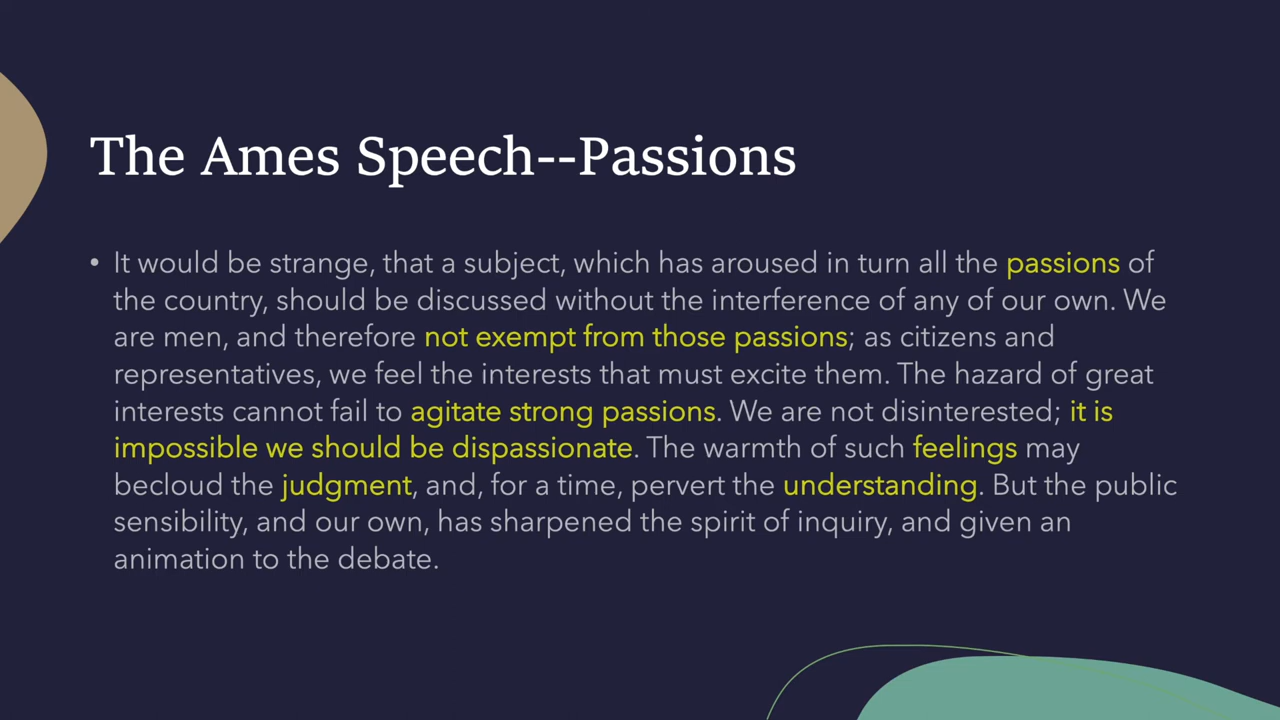 The Ames Speech--Passions
• It would be strange, that a subject, which has aroused in turn all the passions of
the country, should be discussed without the interference of any of our own. We
are men, and therefore not exempt from those passions; as citizens and
representatives, we feel the interests that must excite them. The hazard of great
interests cannot fail to agitate strong passions. We are not disinterested; it is
impossible we should be dispassionate. The warmth of such feelings may
becloud the judgment, and, for a time, pervert the understanding. But the public
sensibility, and our own, has sharpened the spirit of inquiry, and given an
animation to the debate.